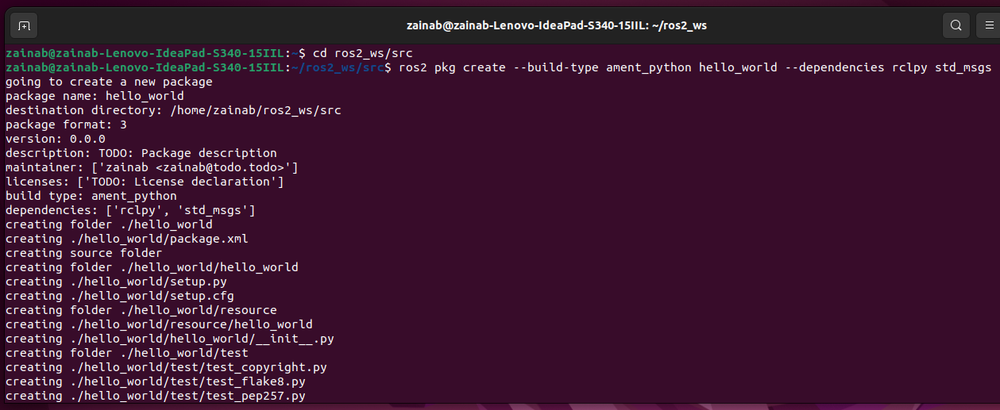 zainab@zainab-Lenovo-IdeaPad-S340-15IIL: ~/ros2_ws
zainab@zainab-Lenovo-IdeaPad-S340-15IIL:~$ cd ros2_ws/src
zainab@zainab-Lenovo-IdeaPad-S340-15IIL:~/ros2_ws/src$ ros2 pkg create --build-type ament_python hello_world --dependencies rclpy std_msgs
going to create a new package
package name: hello_world
destination directory: /home/zainab/ros2_ws/src
package format: 3
version: 0.0.0
description: TODO: Package description
maintainer: ['zainab <zainab@todo.todo>']
licenses: ['TODO: License declaration']
build type: ament_python
dependencies: ['rclpy', 'std_msgs']
creating folder ./hello_world
creating ./hello_world/package.xml
creating source folder
creating folder ./hello_world/hello_world
creating ./hello_world/setup.py
creating ./hello_world/setup.cfg
creating folder ./hello_world/resource
creating ./hello_world/resource/hello_world
creating ./hello_world/hello_world/__init__.py
creating folder ./hello_world/test
creating ./hello_world/test/test_copyright.py
creating ./hello_world/test/test_flake8.py
creating ./hello_world/test/test_pep257.py